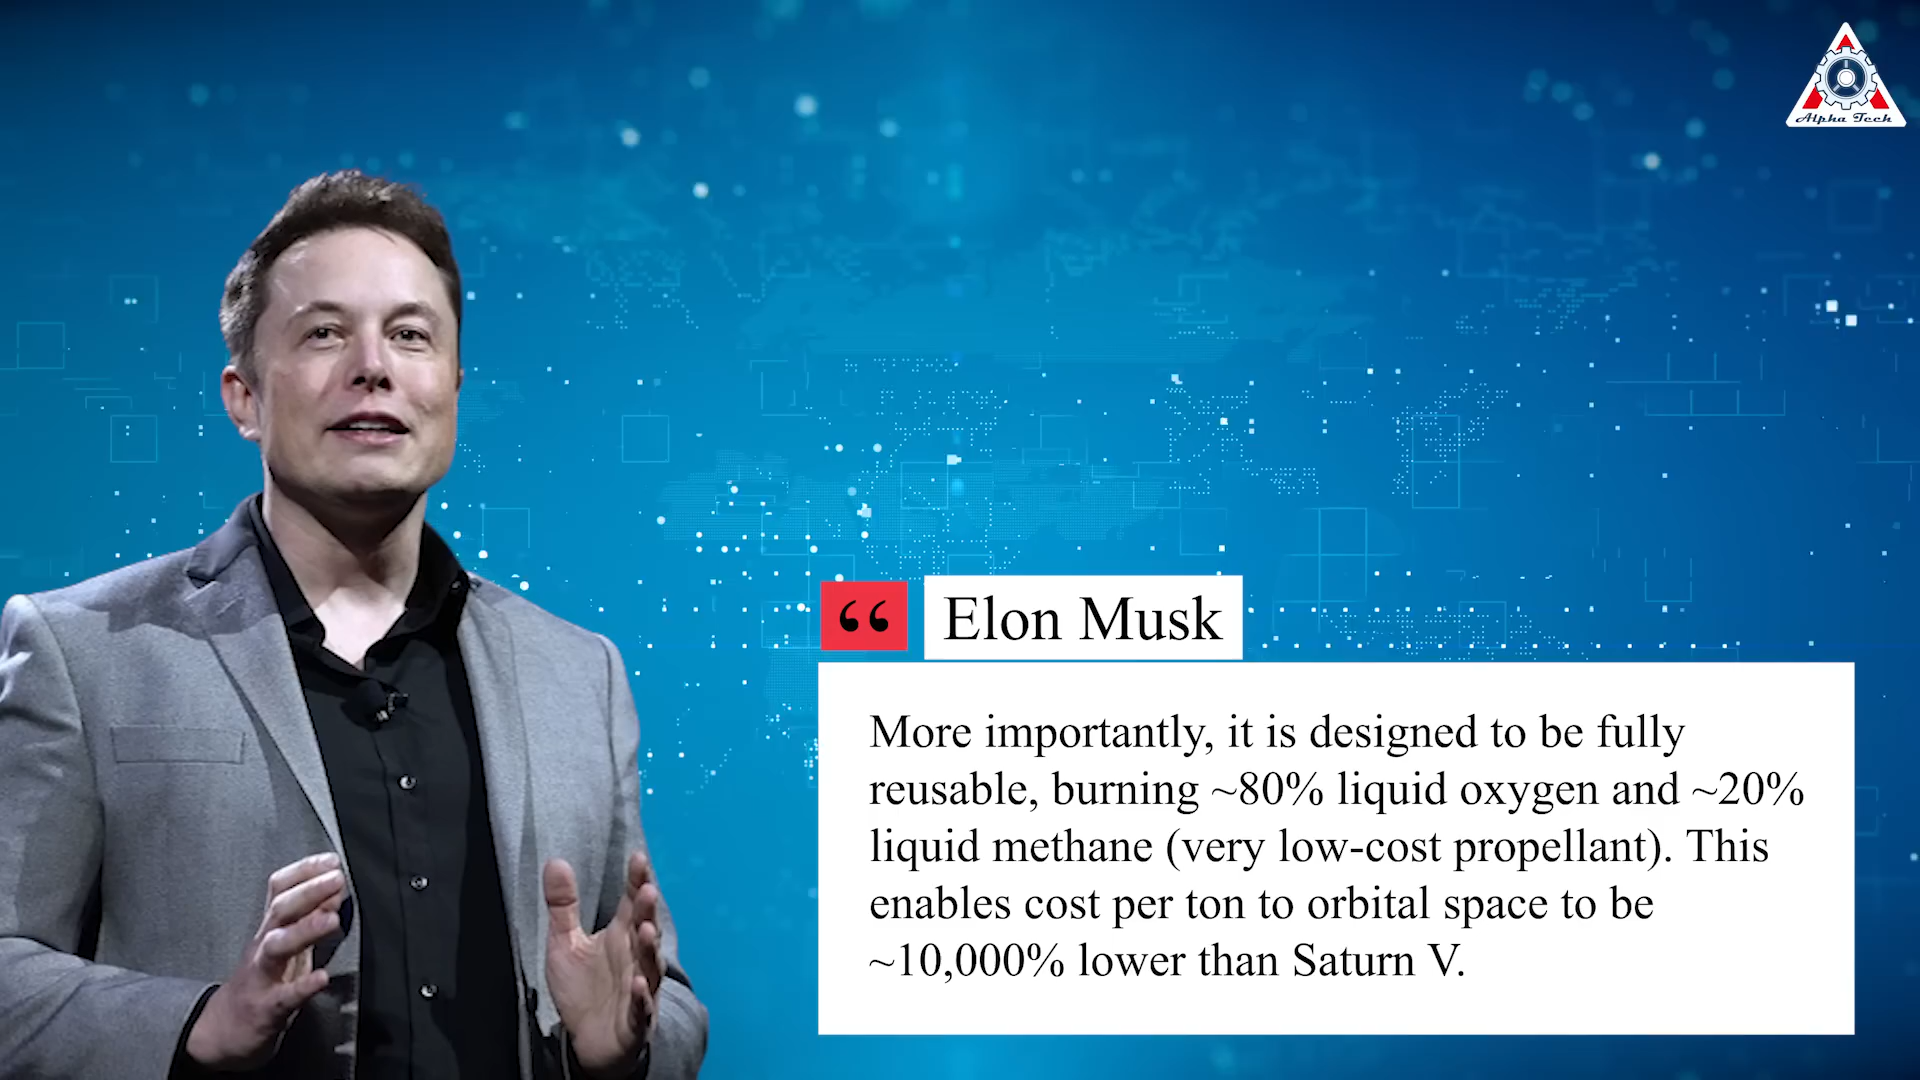 Alpha Tech
“
Elon Musk
More importantly, it is designed to be fully
reusable, burning ~80% liquid oxygen and ~20%
liquid methane (very low-cost propellant). This
enables cost per ton to orbital space to be
~10,000% lower than Saturn V.